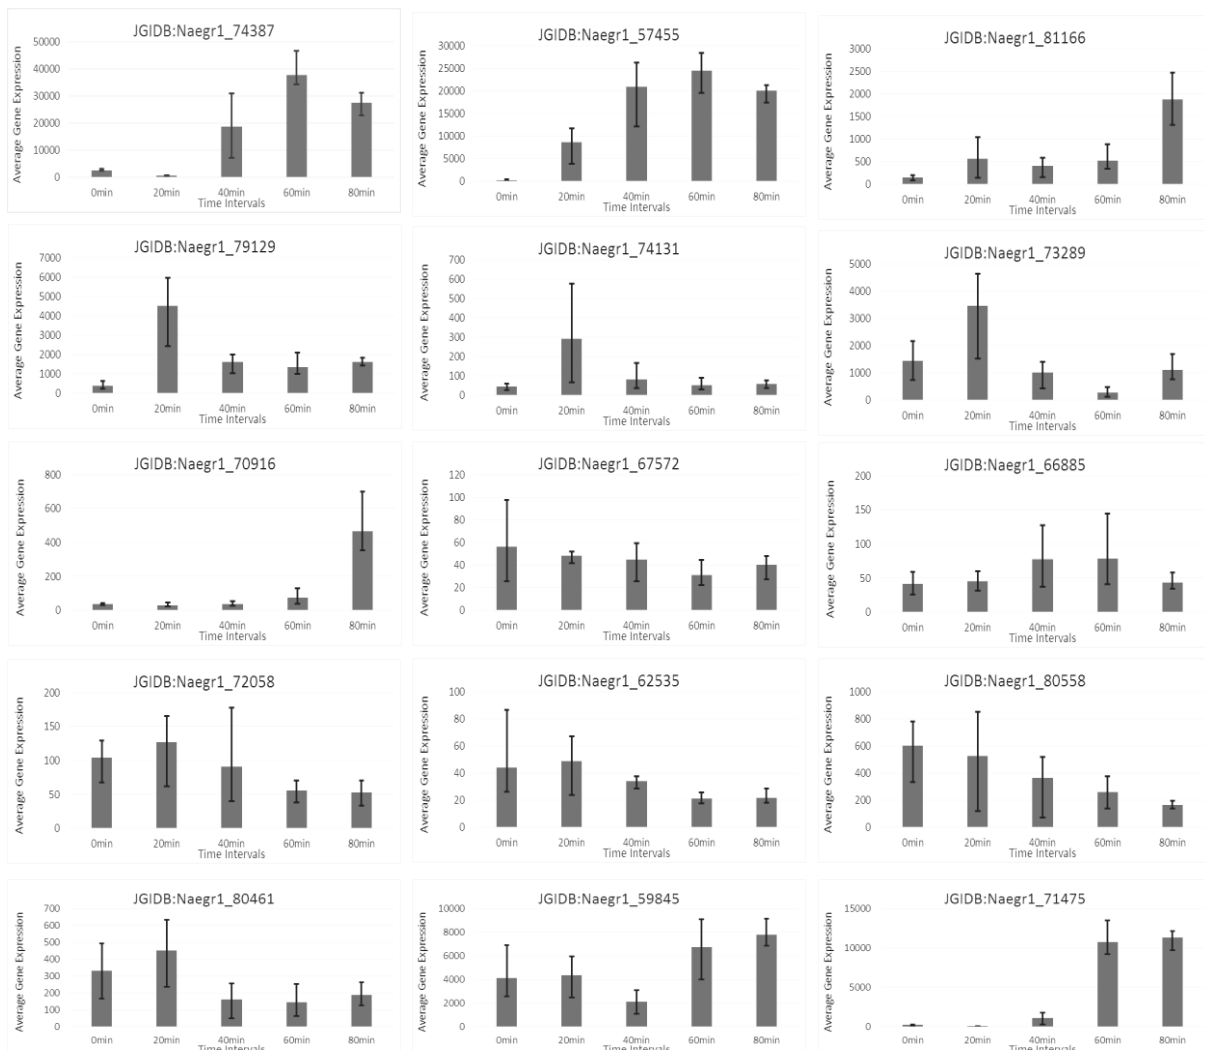 JGIDB:Naegr1_74387
Average Gene Expression
50000
40000
30000
20000
10000
0
0min 20min 40min 60min 80min
Time Intervals
JGIDB:Naegr1_57455
Average Gene Expression
30000
25000
20000
15000
10000
5000
0
0min 20min 40min 60min 80min
Time Intervals
JGIDB:Naegr1_81166
Average Gene Expression
3000
2500
2000
1500
1000
500
0
0min 20min 40min 60min 80min
Time Intervals
JGIDB:Naegr1_79129
Average Gene Expression
7000
6000
5000
4000
3000
2000
1000
0
0min 20min 40min 60min 80min
Time Intervals
JGIDB:Naegr1_74131
Average Gene Expression
700
600
500
400
300
200
100
0
0min 20min 40min 60min 80min
Time Intervals
JGIDB:Naegr1_73289
Average Gene Expression
5000
4000
3000
2000
1000
0
0min 20min 40min 60min 80min
Time Intervals
JGIDB:Naegr1_70916
Average Gene Expression
800
600
400
200
0
0min 20min 40min 60min 80min
Time Intervals
JGIDB:Naegr1_67572
Average Gene Expression
120
100
80
60
40
20
0
0min 20min 40min 60min 80min
Time Intervals
JGIDB:Naegr1_66885
Average Gene Expression
200
150
100
50
0
0min 20min 40min 60min 80min
Time Intervals
JGIDB:Naegr1_72058
Average Gene Expression
200
150
100
50
0
0min 20min 40min 60min 80min
Time Intervals
JGIDB:Naegr1_62535
Average Gene Expression
100
80
60
40
20
0
0min 20min 40min 60min 80min
Time Intervals
JGIDB:Naegr1_80558
Average Gene Expression
1000
800
600
400
200
0
0min 20min 40min 60min 80min
Time Intervals
JGIDB:Naegr1_80461
Average Gene Expression
700
600
500
400
300
200
100
0
0min 20min 40min 60min 80min
Time Intervals
JGIDB:Naegr1_59845
Average Gene Expression
10000
8000
6000
4000
2000
0
0min 20min 40min 60min 80min
Time Intervals
JGIDB:Naegr1_71475
Average Gene Expression
15000
10000
5000
0
0min 20min 40min 60min 80min
Time Intervals